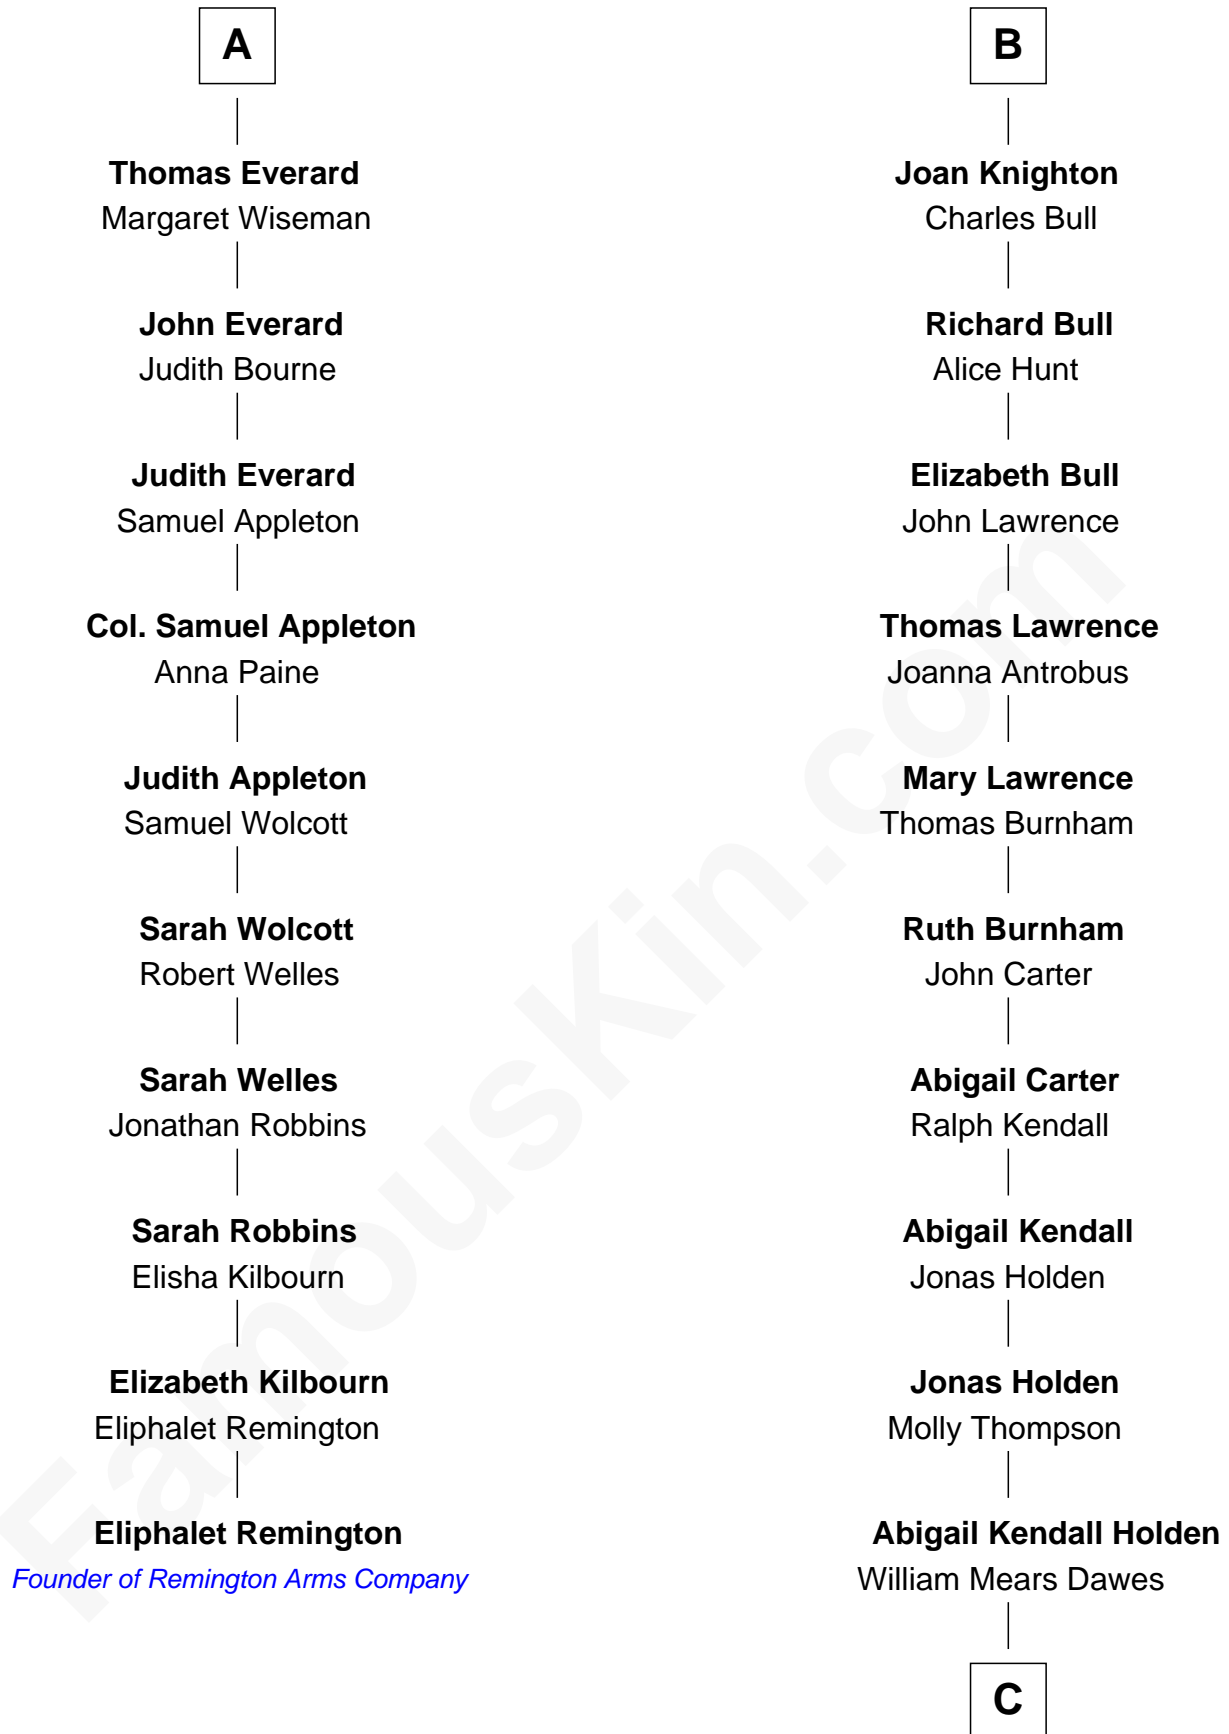 A
Thomas Everard
Margaret Wiseman
John Everard
Judith Bourne
Judith Everard
Samuel Appleton
Col. Samuel Appleton
Anna Paine
Judith Appleton
Samuel Wolcott
Sarah Wolcott
Robert Welles
Sarah Welles
Jonathan Robbins
Sarah Robbins
Elisha Kilbourn
Elizabeth Kilbourn
Eliphalet Remington
Eliphalet Remington
Founder of Remington Arms Company
B
Joan Knighton
Charles Bull
Richard Bull
Alice Hunt
Elizabeth Bull
John Lawrence
Thomas Lawrence
Joanna Antrobus
Mary Lawrence
Thomas Burnham
Ruth Burnham
John Carter
Abigail Carter
Ralph Kendall
Abigail Kendall
Jonas Holden
Jonas Holden
Molly Thompson
Abigail Kendall Holden
William Mears Dawes
C
FamousKin.com